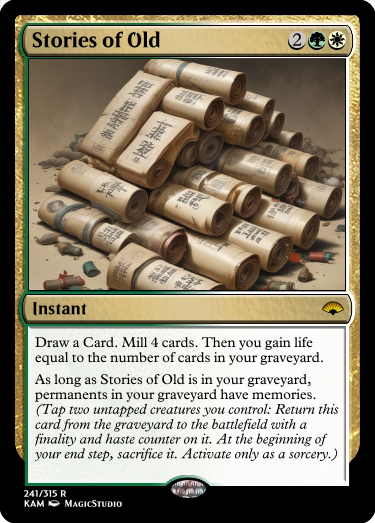 Stories of Old 2
Instant
Draw a Card. Mill 4 cards. Then you gain life
equal to the number of cards in your graveyard.
As long as Stories of Old is in your graveyard,
permanents in your graveyard have memories.
(Tap two untapped creatures you control: Return this
card from the graveyard to the battlefield with a
finality and haste counter on it. At the beginning of
your end step, sacrifice it. Activate only as a sorcery.)
241/315 R
KAM MagicStudio